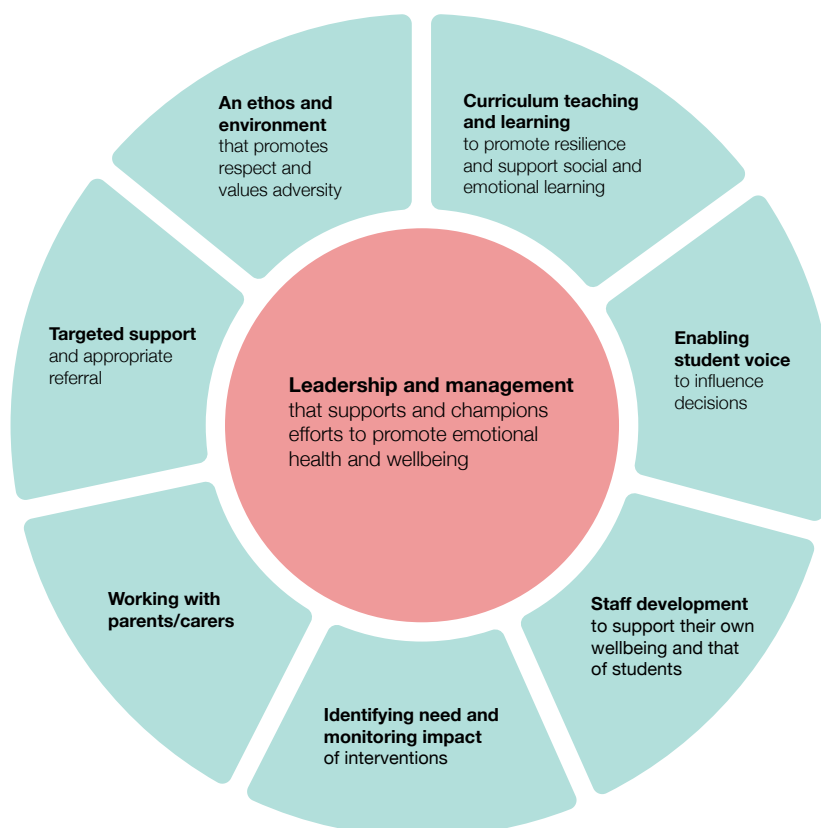 An ethos and
environment
that promotes
respect and
values adversity
Curriculum teaching
and learning
to promote resilience
and support social and
emotional learning
Enabling
student voice
to influence
decisions
Staff development
to support their own
wellbeing and that
of students
Identifying need and
monitoring impact
of interventions
Working with
parents/carers
Targeted support
and appropriate
referral
Leadership and management
that supports and champions
efforts to promote emotional
health and wellbeing